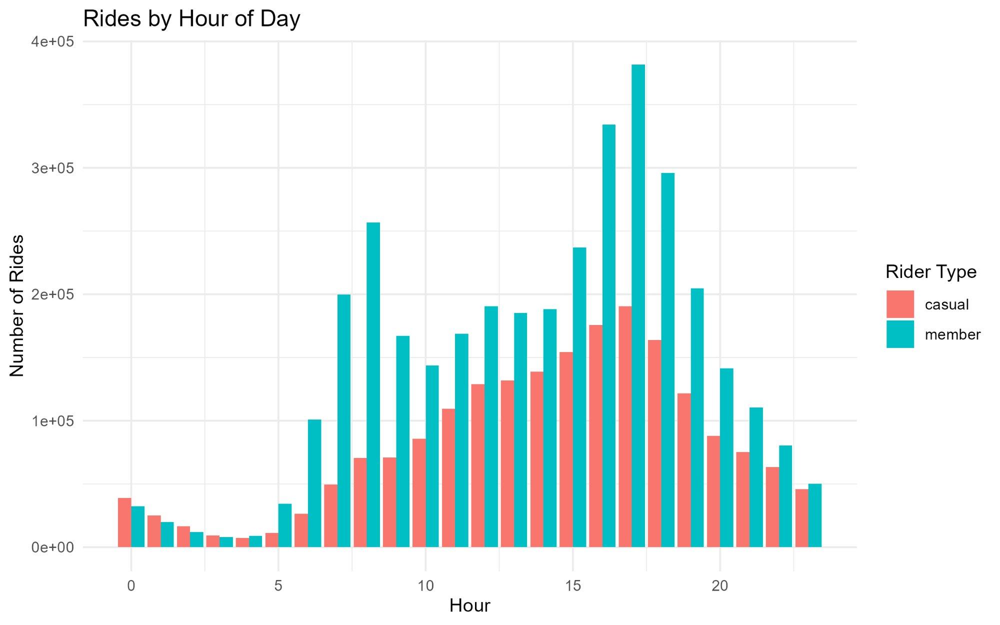 Rides by Hour of Day
4e+05
3e+05
2e+05
1e+05
0e+00
Number of Rides
0 5 10 15 20
Hour
Rider Type
casual
member